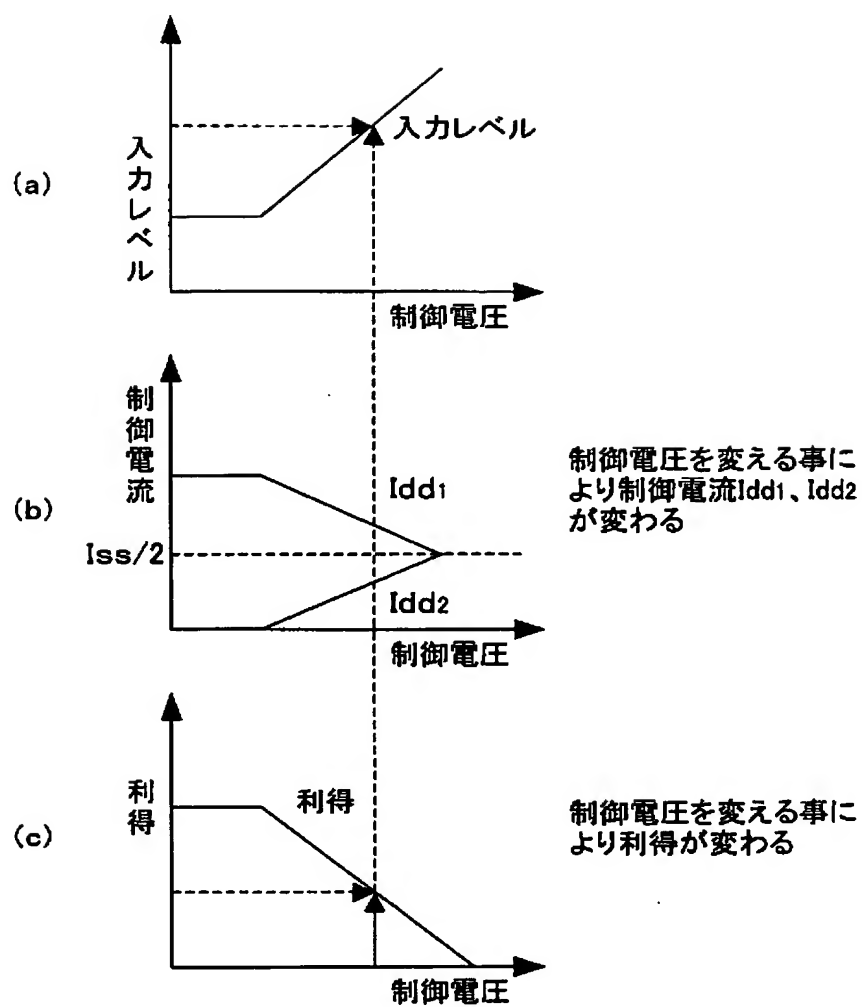 (a)
入力レベル
入力レベル
制御電圧
(b)
制御電流
Iss/2
Idd1
Idd2
制御電圧
制御電圧を変える事に
より制御電流Idd1、Idd2
が変わる
(c)
利得
利得
制御電圧
制御電圧を変える事に
より利得が変わる